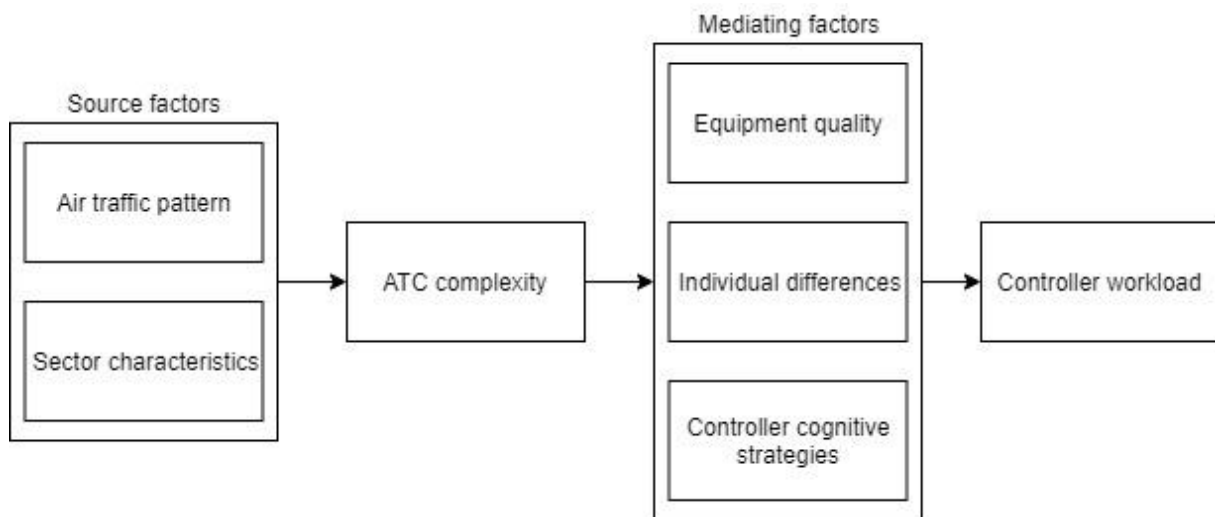 Source factors
Air traffic pattern
Sector characteristics
ATC complexity
Mediating factors
Equipment quality
Individual differences
Controller cognitive
strategies
Controller workload